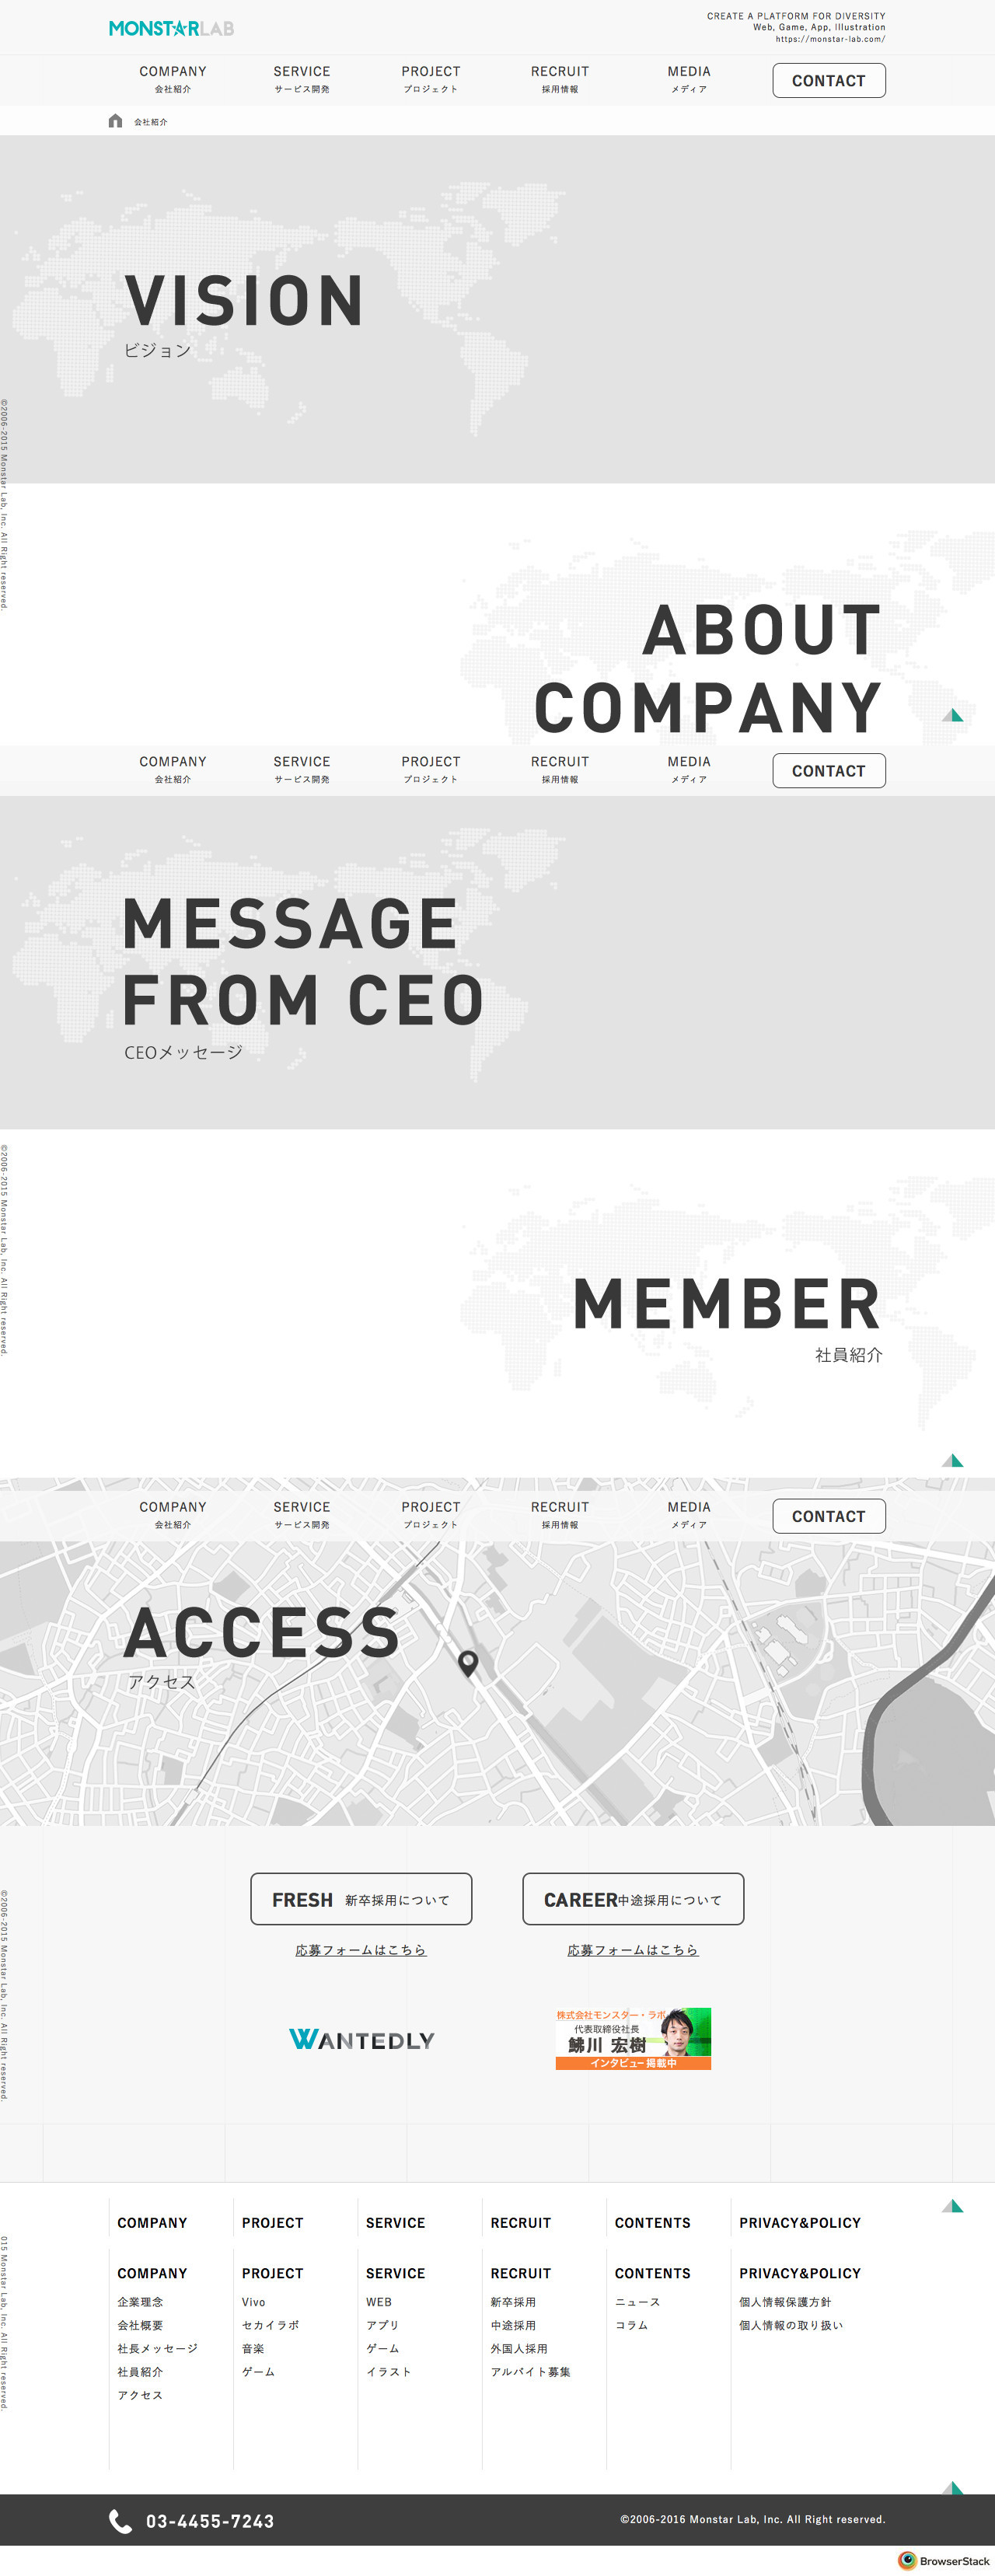 MONSTARLAB
CREATE A PLATFORM FOR DIVERSITY
Web, Game, App, Illustration
https://monstar-lab.com/
COMPANY SERVICE PROJECT RECRUIT MEDIA CONTACT
会社紹介 サービス開発 プロジェクト 採用情報 メディア
会社紹介
VISION
ビジョン
©2006-2015 Monstar Lab, Inc. All Right reserved.
ABOUT
COMPANY
COMPANY SERVICE PROJECT RECRUIT MEDIA CONTACT
会社紹介 サービス開発 プロジェクト 採用情報 メディア
MESSAGE
FROM CEO
CEOメッセージ
©2006-2015 Monstar Lab, Inc. All Right reserved.
MEMBER
社員紹介
COMPANY SERVICE PROJECT RECRUIT MEDIA CONTACT
会社紹介 サービス開発 プロジェクト 採用情報 メディア
ACCESS
アクセス
FRESH 新卒採用について
CAREER中途採用について
応募フォームはこちら
応募フォームはこちら
©2006-2015 Monstar Lab, Inc. All Right reserved.
WANTEDLY
株式会社モンスター・ラボ
代表取締役社長
鮄川 宏樹
インタビュー掲載中
COMPANY PROJECT SERVICE RECRUIT CONTENTS PRIVACY&POLICY
015 Monstar Lab, Inc. All Right reserved.
COMPANY PROJECT SERVICE RECRUIT CONTENTS PRIVACY&POLICY
企業理念 Vivo WEB 新卒採用 ニュース 個人情報保護方針
会社概要 セカイラボ アプリ 中途採用 コラム 個人情報の取り扱い
社長メッセージ 音楽 ゲーム 外国人採用
社員紹介 ゲーム イラスト アルバイト募集
アクセス
03-4455-7243
©2006-2016 Monstar Lab, Inc. All Right reserved.
BrowserStack